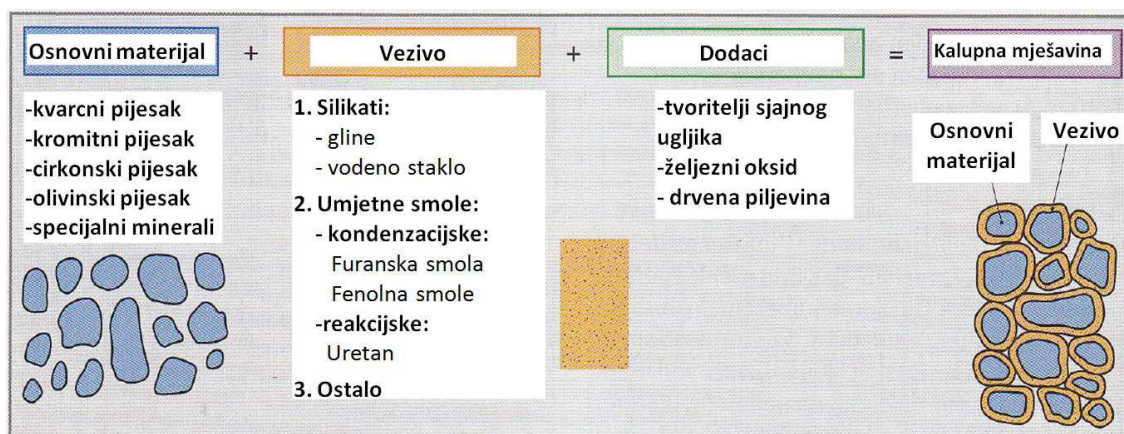 Osnovni materijal + Vezivo + Dodaci = Kalupna mješavina
-kvarcni pijesak
-kromitni pijesak
-cirkonski pijesak
-olivinski pijesak
-specijalni minerali
1. Silikati:
- gline
- vodeno staklo
2. Umjetne smole:
- kondenzacijske:
Furanska smola
Fenolna smole
-reakcijske:
Uretan
3. Ostalo
-tvoritelji sjajnog
ugljika
-željezni oksid
- drvena piljevina
Osnovni
materijal
Vezivo